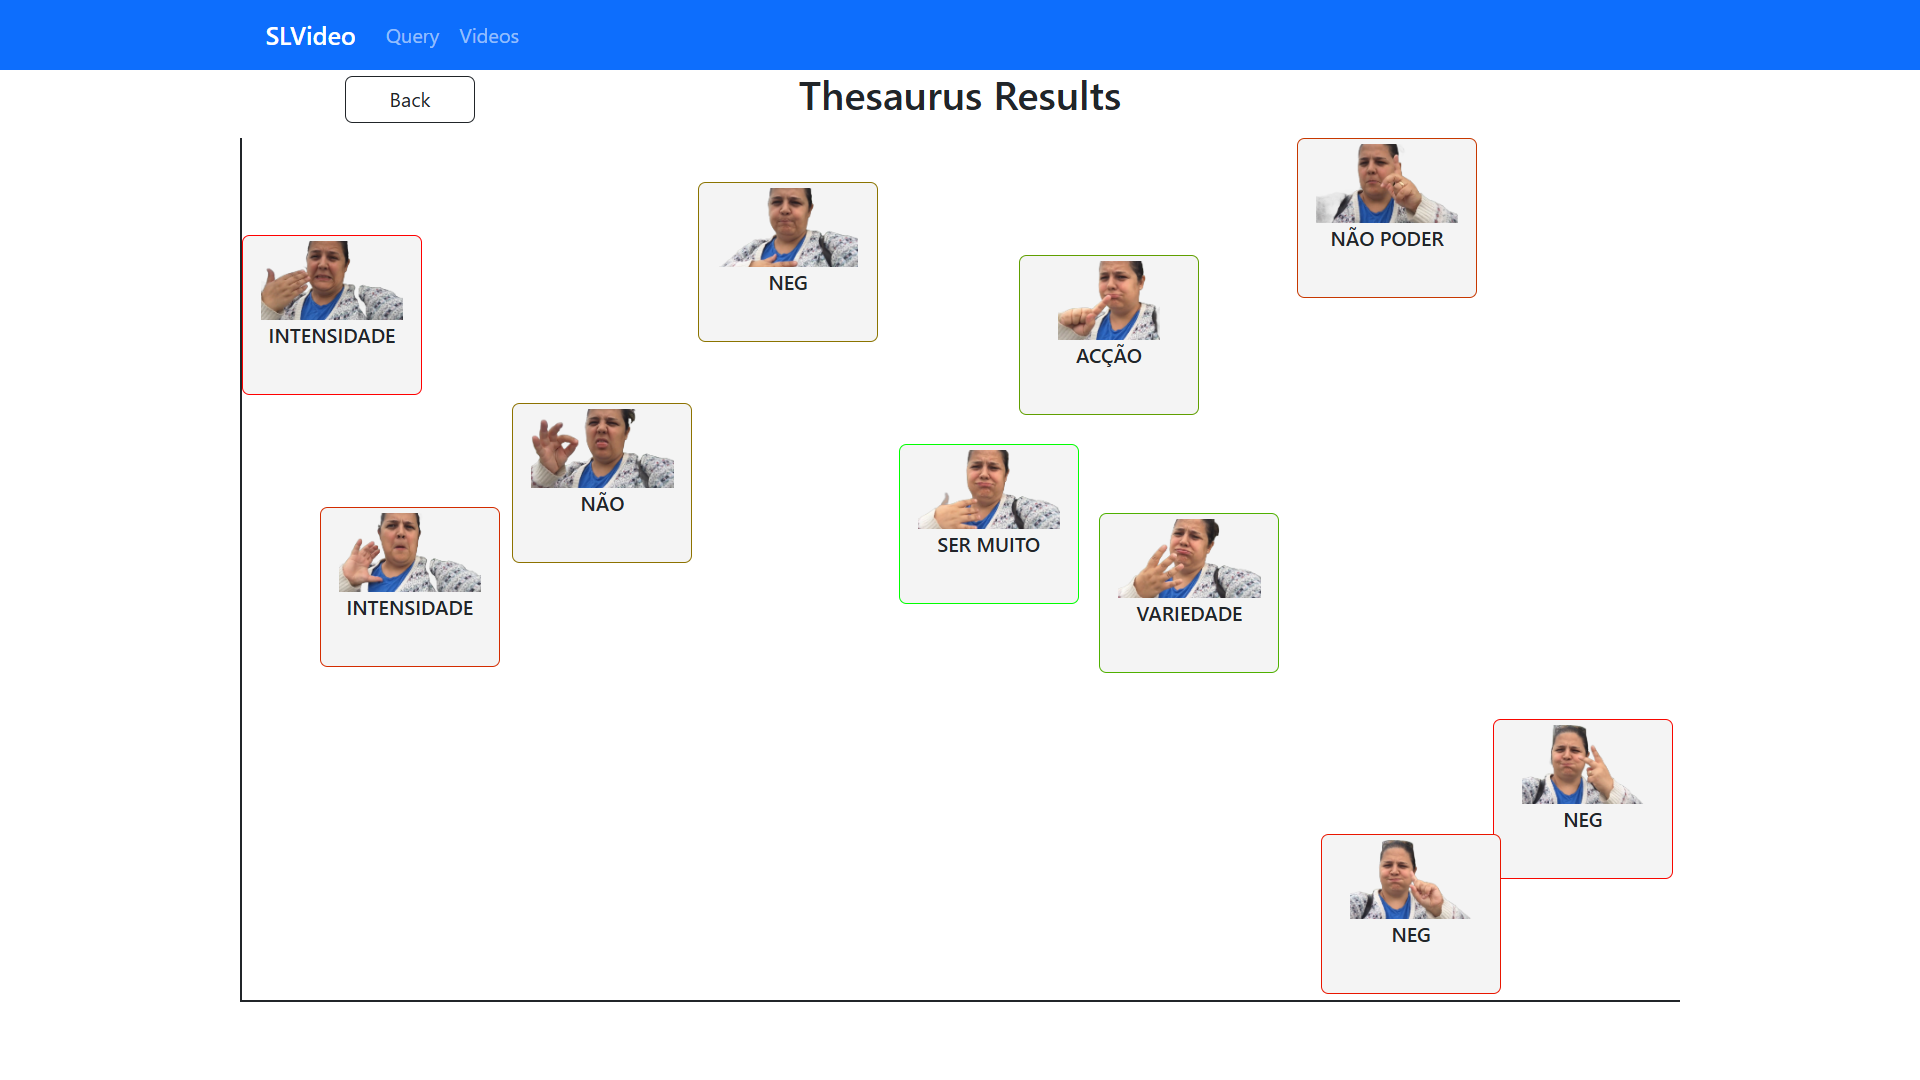 SLVideo Query Videos
Back
Thesaurus Results
NÃO PODER
NEG
INTENSIDADE
ACÇÃO
NÃO
SER MUITO
INTENSIDADE
VARIEDADE
NEG
NEG